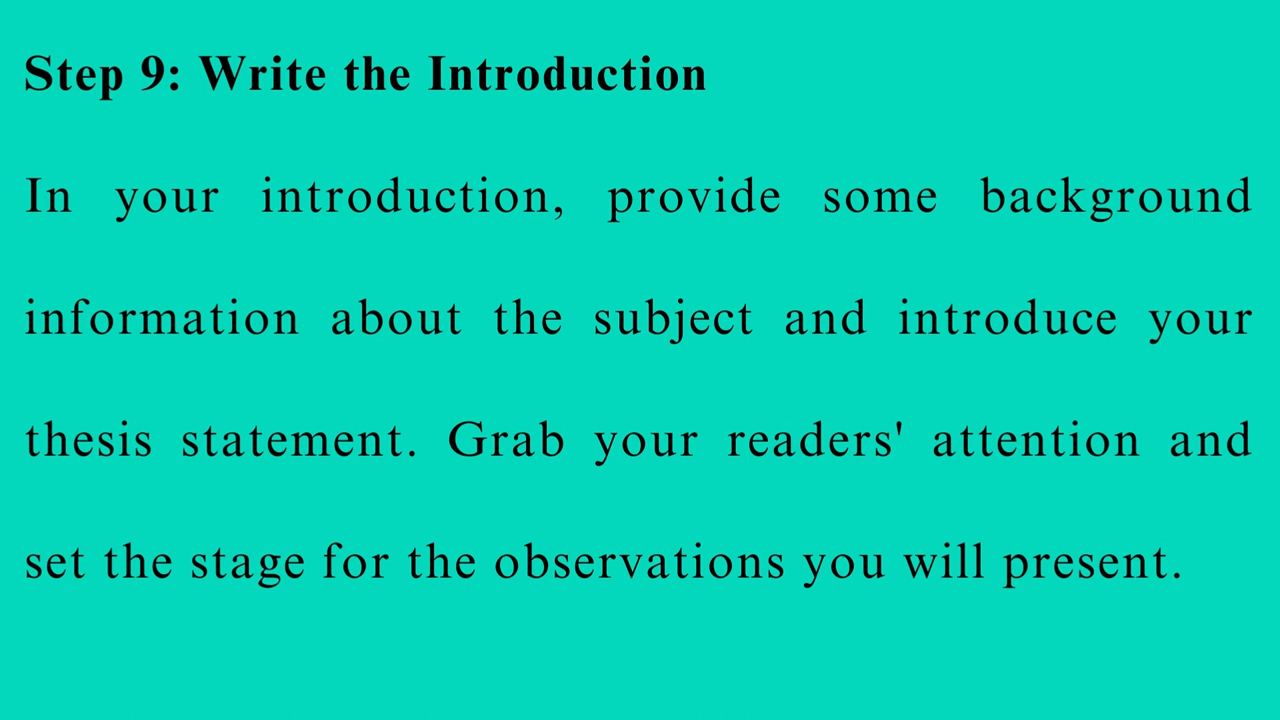 Step 9: Write the Introduction
In your introduction, provide some background
information about the subject and introduce your
thesis statement. Grab your readers' attention and
set the stage for the observations you will present.